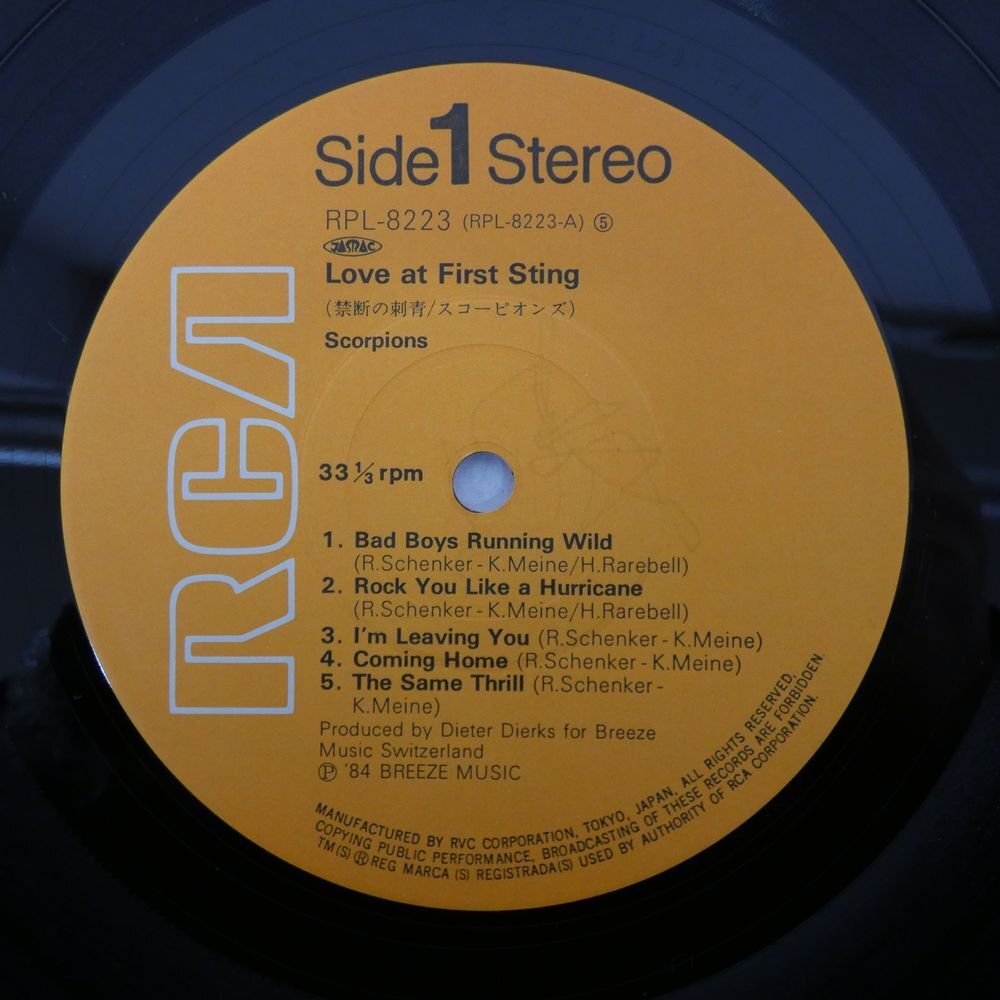 Side 1 Stereo
RPL-8223 (RPL-8223-A) ⑤
JASRAC
Love at First Sting
(禁断の刺青/スコーピオンズ)
Scorpions
RCA
33 ⅓ rpm
1. Bad Boys Running Wild
(R.Schenker - K.Meine/H.Rarebell)
2. Rock You Like a Hurricane
(R.Schenker - K.Meine/H.Rarebell)
3. I'm Leaving You (R.Schenker - K.Meine)
4. Coming Home (R.Schenker - K.Meine)
5. The Same Thrill (R.Schenker -
K.Meine)
Produced by Dieter Dierks for Breeze
Music Switzerland
Ⓟ '84 BREEZE MUSIC
MANUFACTURED BY RVC CORPORATION, TOKYO, JAPAN, ALL RIGHTS RESERVED.
COPYING PUBLIC PERFORMANCE, BROADCASTING OF THESE RECORDS ARE FORBIDDEN.
TM(S) ® REG MARCA (S) REGISTRADA(S) USED BY AUTHORITY OF RCA CORPORATION.